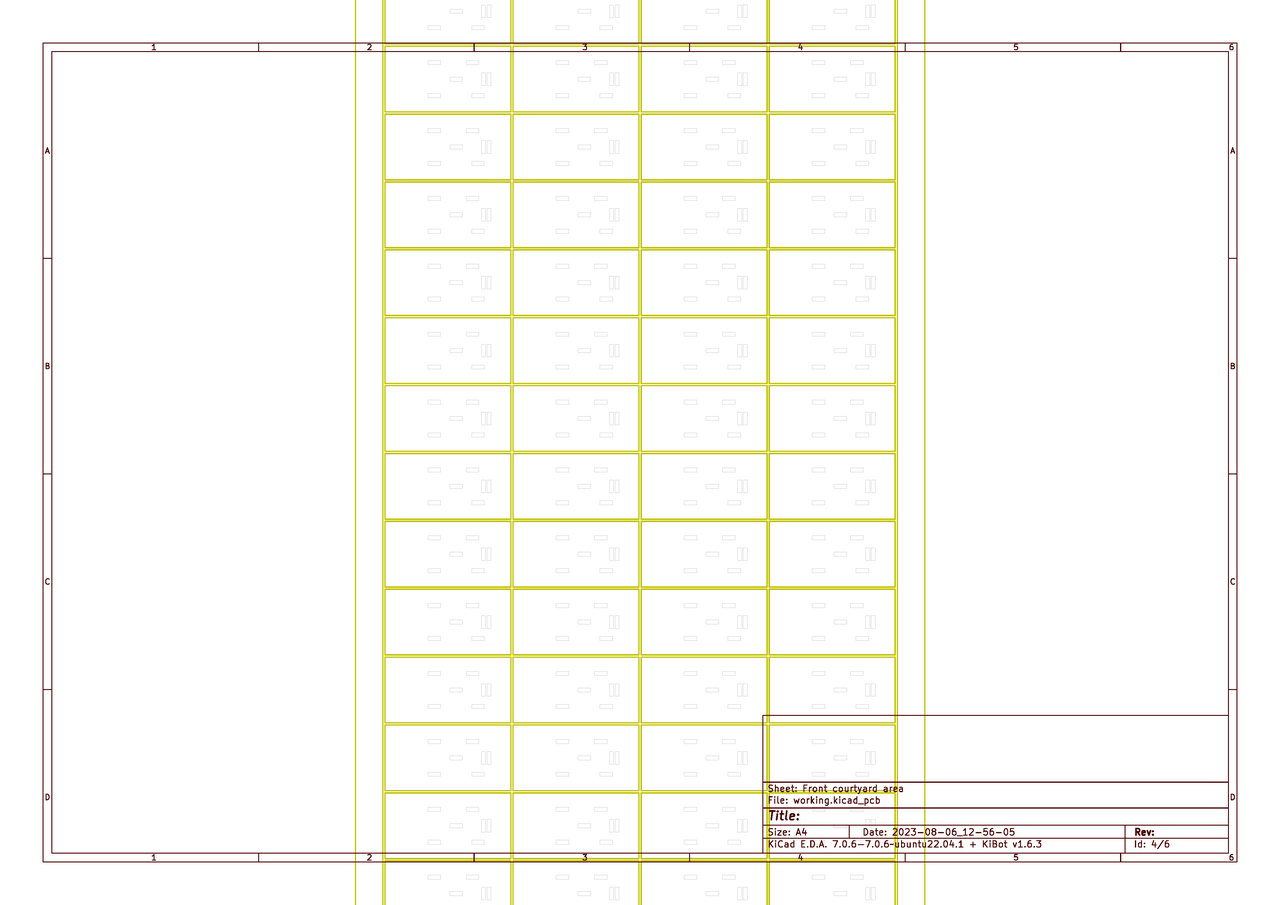 1 2 3 4 5 6
A A
B B
C C
D D
Sheet: Front courtyard area
File: working.kicad_pcb
Title:
Size: A4 Date: 2023-08-06_12-56-05 Rev:
KiCad E.D.A. 7.0.6-7.0.6~ubuntu22.04.1 + KiBot v1.6.3 Id: 4/6
1 2 3 4 5 6